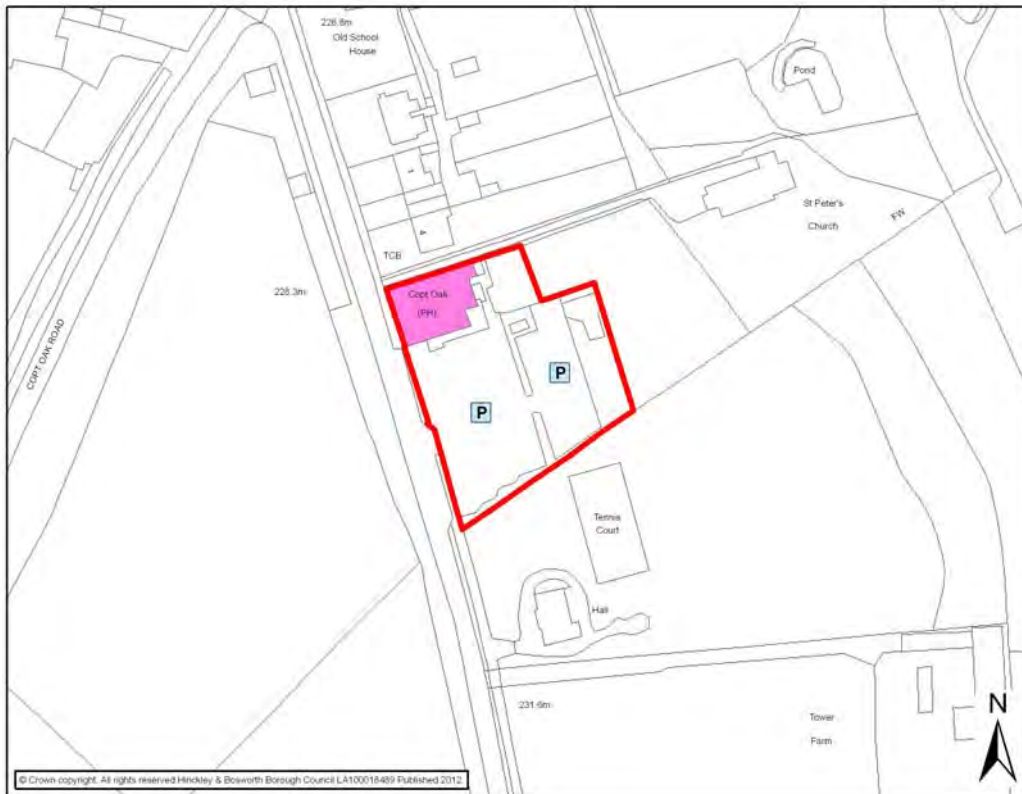 226.8m
Old School
House
Pond
1
4
St Peter's
Church
FW
TCB
Copt Oak
(PH)
228.3m
COPT OAK ROAD
P
P
Tennis
Court
Hall
231.6m
Tower
Farm
N
© Crown copyright. All rights reserved Hinckley & Bosworth Borough Council LA100018489 Published 2012